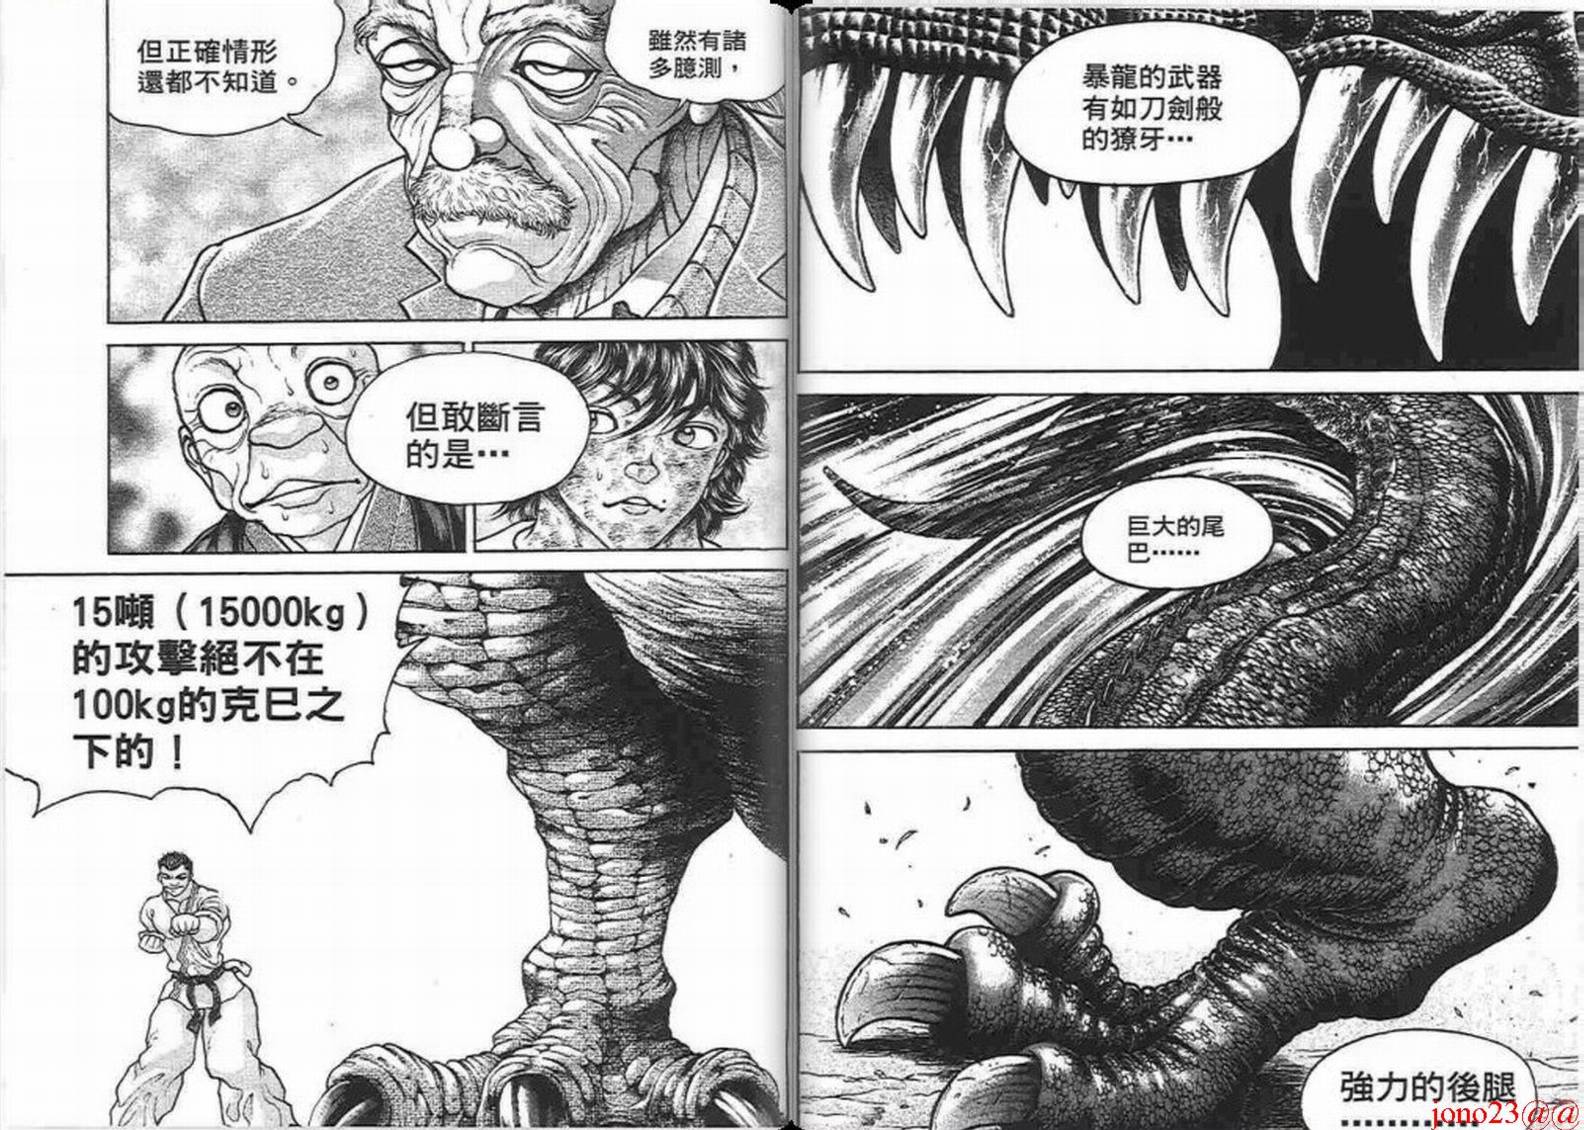 暴龍的武器
有如刀劍般
的獠牙⋯
巨大的尾
巴⋯⋯
強力的後腿
⋯⋯⋯⋯
雖然有諸
多臆測，
但正確情形
還都不知道。
但敢斷言
的是⋯
15噸（15000kg）
的攻擊絕不在
100kg的克巳之
下的！
jono23@@